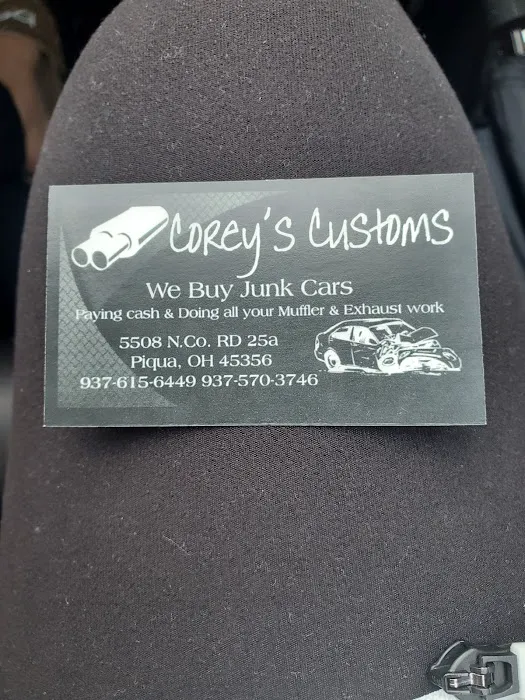 Corey's Customs
We Buy Junk Cars
Paying cash & Doing all your Muffler & Exhaust work
5508 N.Co. RD 25a
Piqua, OH 45356
937-615-6449 937-570-3746